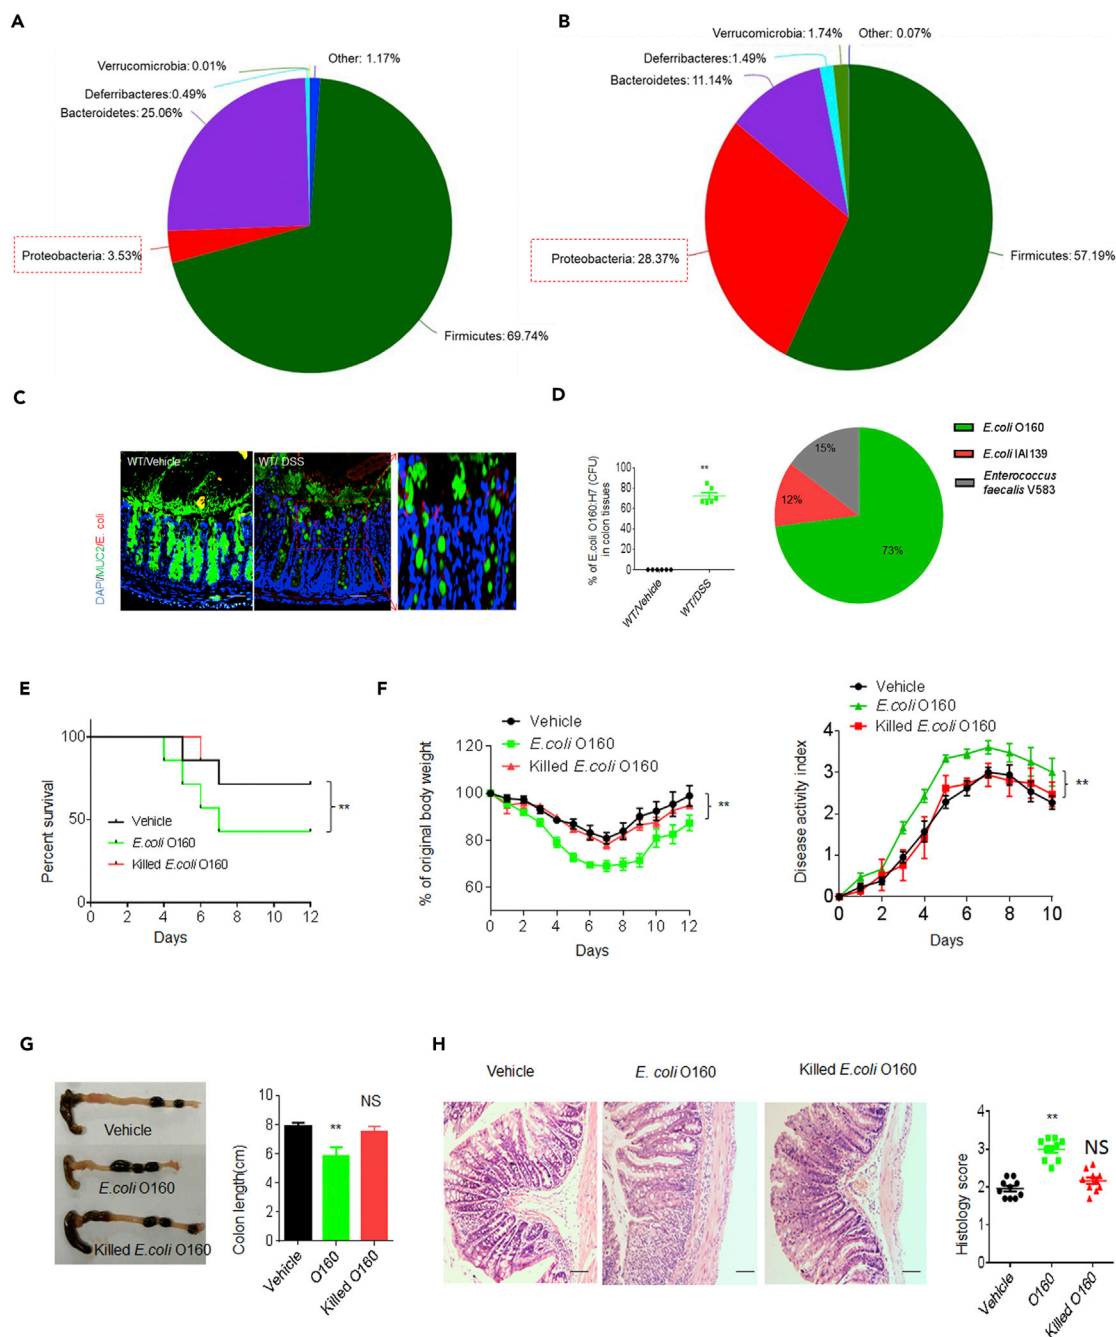 A
Other: 1.17%
Verrucomicrobia: 0.01%
Deferribacteres:0.49%
Bacteroidetes: 25.06%
Proteobacteria: 3.53%
Firmicutes: 69.74%
B
Verrucomicrobia: 1.74%
Other: 0.07%
Deferribacteres: 1.49%
Bacteroidetes: 11.14%
Proteobacteria: 28.37%
Firmicutes: 57.19%
C
DAPI/MUC2/E. coli
WT/Vehicle
WT/ DSS
D
% of E.coli O160:H7 (CFU)
in colon tissues
100
80
60
40
20
0
**
WT/Vehicle
WT/DSS
15%
12%
73%
E.coli O160
E.coli IAI139
Enterococcus
faecalis V583
E
Percent survival
100
50
0
Vehicle
E.coli O160
Killed E.coli O160
**
0 2 4 6 8 10 12
Days
F
Vehicle
E.coli O160
Killed E.coli O160
% of original body weight
120
100
80
60
**
0 2 4 6 8 10 12
Days
Vehicle
E.coli O160
Killed E.coli O160
Disease activity index
4
3
2
1
0
**
0 2 4 6 8 10
Days
G
Vehicle
E.coli O160
Killed E.coli O160
Colon length(cm)
10
8
6
4
2
0
**
NS
Vehicle
O160
Killed O160
H
Vehicle
E. coli O160
Killed E.coli O160
Histology score
4
3
2
1
0
**
NS
Vehicle
O160
Killed O160